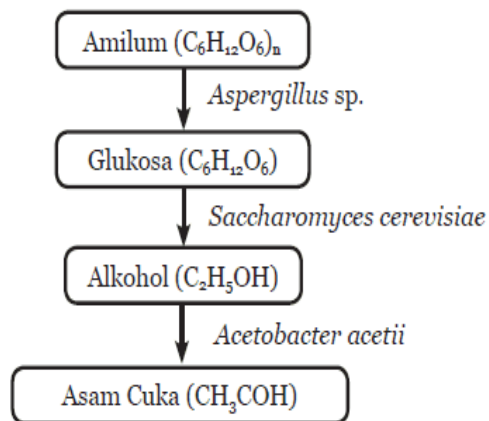 Amilum (C₆H₁₂O₆)ₙ
Aspergillus sp.
Glukosa (C₆H₁₂O₆)
Saccharomyces cerevisiae
Alkohol (C₂H₅OH)
Acetobacter acetii
Asam Cuka (CH₃COH)